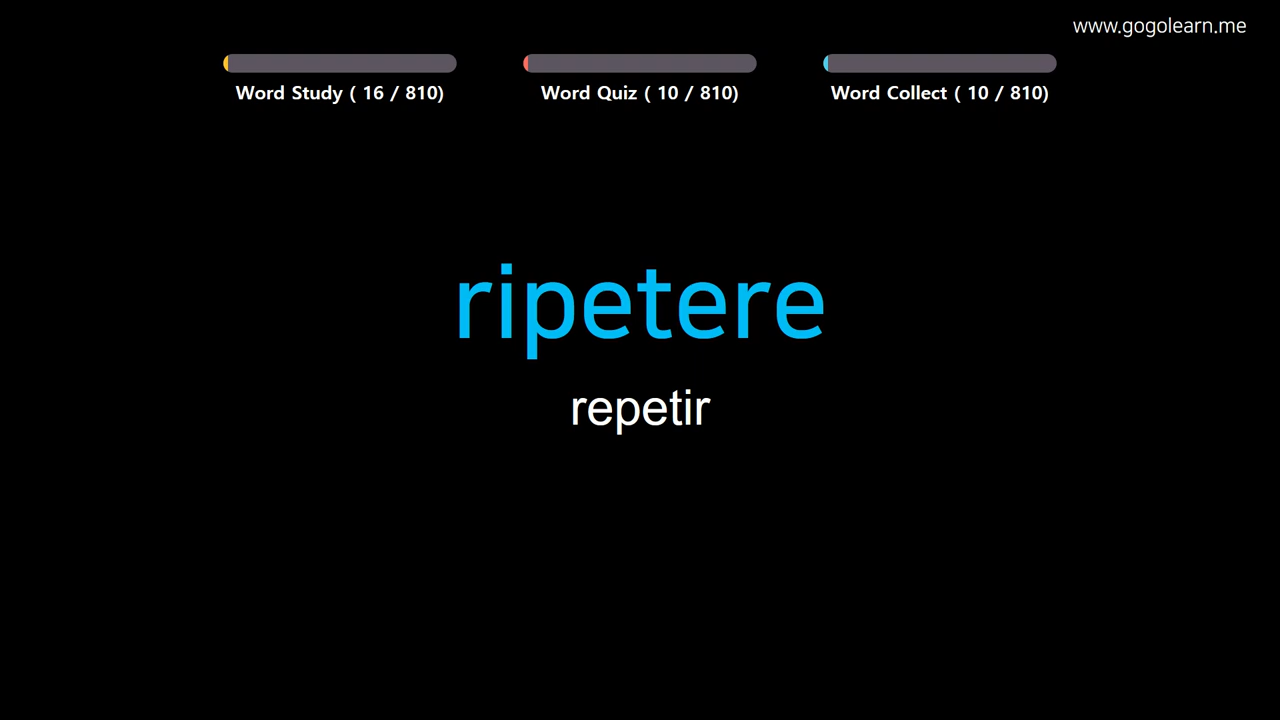 www.gogolearn.me
Word Study ( 16 / 810)
Word Quiz ( 10 / 810)
Word Collect ( 10 / 810)
ripetere
repetir